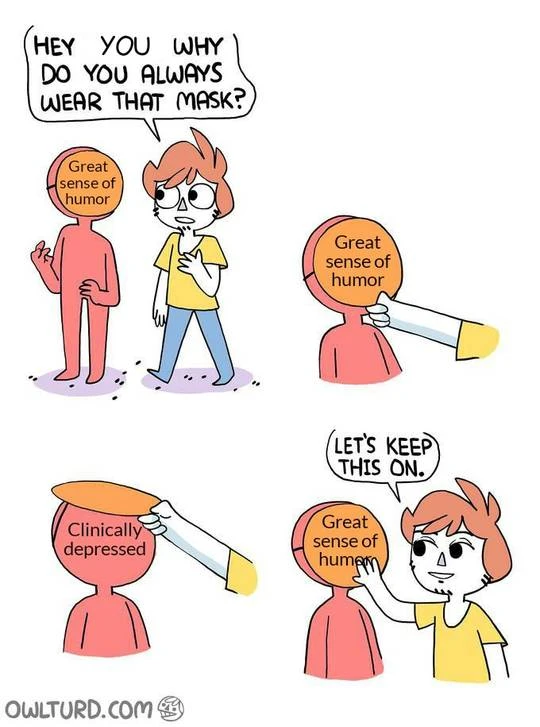 HEY YOU WHY
DO YOU ALWAYS
WEAR THAT MASK?
Great
sense of
humor
Great
sense of
humor
Clinically
depressed
LET'S KEEP
THIS ON.
Great
sense of
humor
OWLTURD.COM